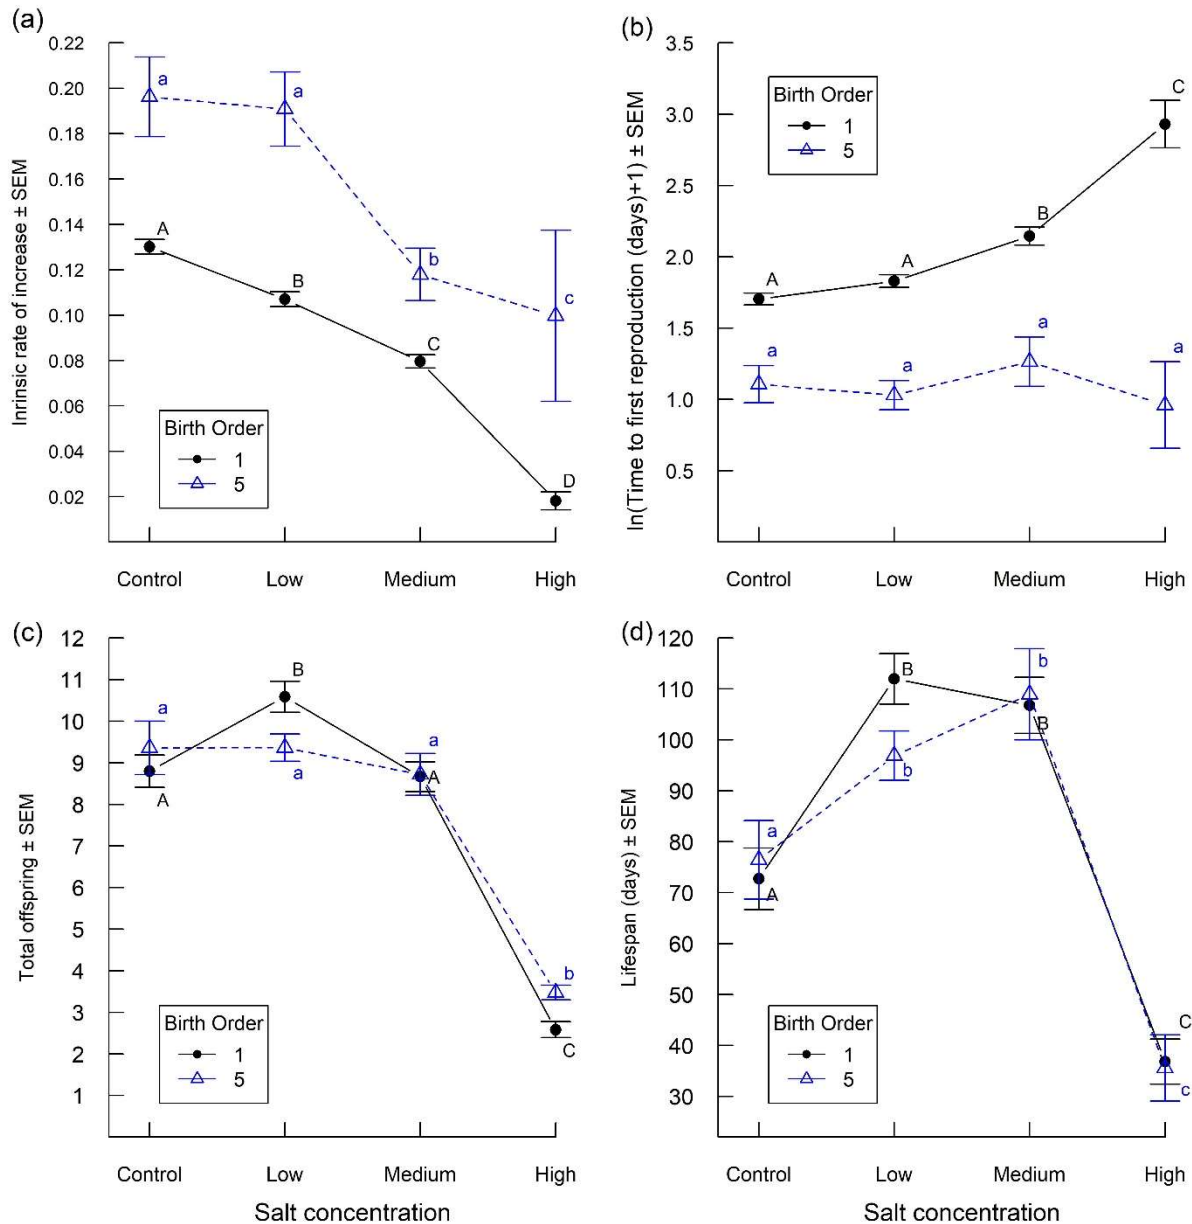 (a)
Inrinsic rate of increase ± SEM
0.22
0.20
0.18
0.16
0.14
0.12
0.10
0.08
0.06
0.04
0.02
a
a
b
c
A
B
C
D
Birth Order
1
5
Control Low Medium High
(b)
ln(Time to first reproduction (days)+1) ± SEM
3.5
3.0
2.5
2.0
1.5
1.0
0.5
Birth Order
1
5
A
A
B
C
a
a
a
a
Control Low Medium High
(c)
Total offspring ± SEM
12
11
10
9
8
7
6
5
4
3
2
1
a
A
B
a
a
A
b
C
Birth Order
1
5
Control Low Medium High
Salt concentration
(d)
Lifespan (days) ± SEM
120
110
100
90
80
70
60
50
40
30
a
A
B
b
b
B
C
c
Birth Order
1
5
Control Low Medium High
Salt concentration